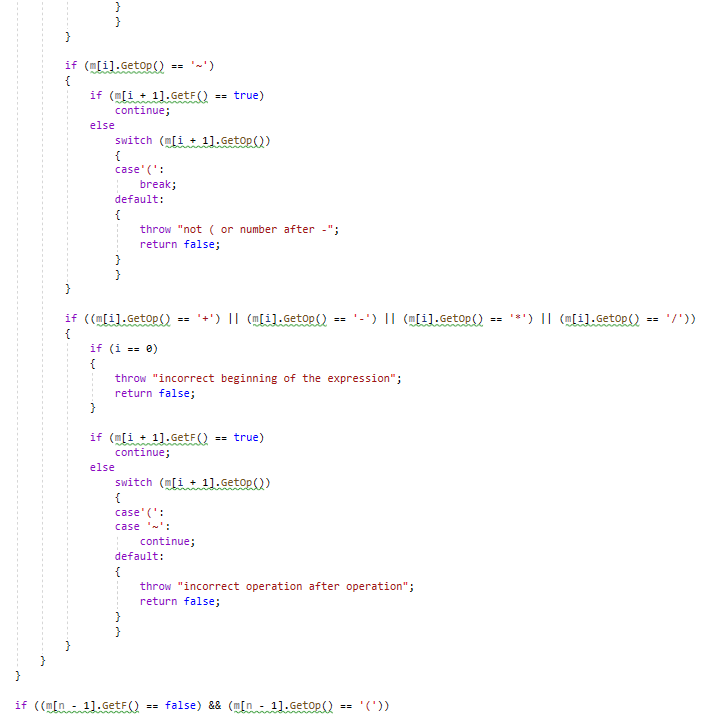 }
}
}
if (m[i].GetOp() == '~')
{
if (m[i + 1].GetF() == true)
continue;
else
switch (m[i + 1].GetOp())
{
case'(':
break;
default:
{
throw "not ( or number after -";
return false;
}
}
}
if ((m[i].GetOp() == '+') || (m[i].GetOp() == '-') || (m[i].GetOp() == '*') || (m[i].GetOp() == '/'))
{
if (i == 0)
{
throw "incorrect beginning of the expression";
return false;
}
if (m[i + 1].GetF() == true)
continue;
else
switch (m[i + 1].GetOp())
{
case'(':
case '~':
continue;
default:
{
throw "incorrect operation after operation";
return false;
}
}
}
}
}
if ((m[n - 1].GetF() == false) && (m[n - 1].GetOp() == '('))